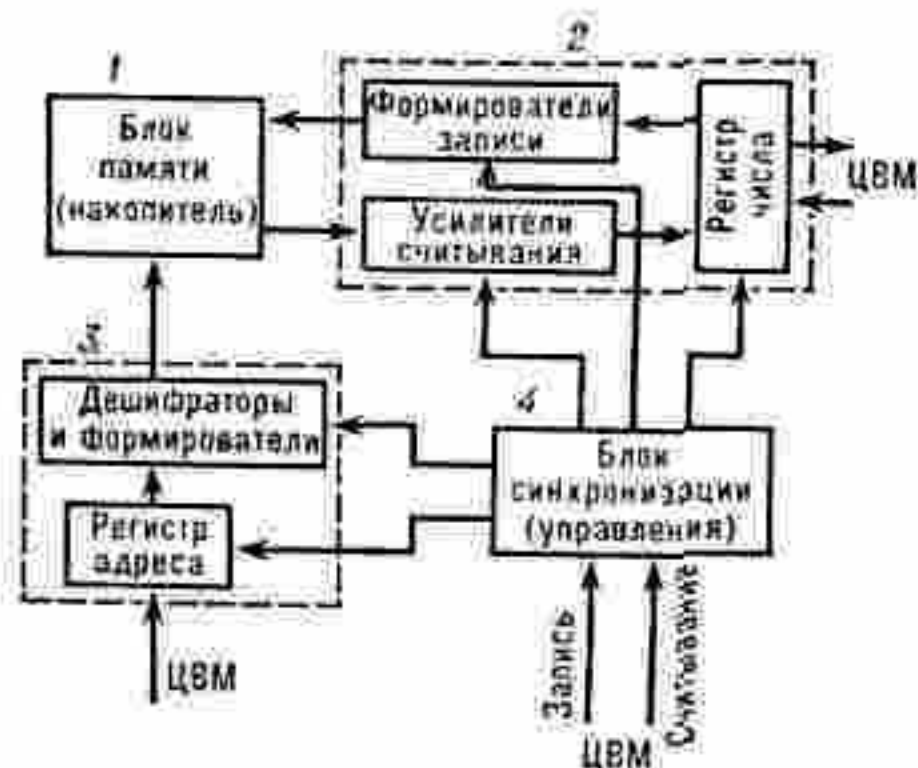 1
2
Блок
памяти
(накопитель)
Формирователи
записи
Усилители
считывания
Регистр
числа
ЦВМ
3
Дешифраторы
и формирователи
Регистр
адреса
ЦВМ
4
Блок
синхронизации
(управления)
Запись
Считывание
ЦВМ